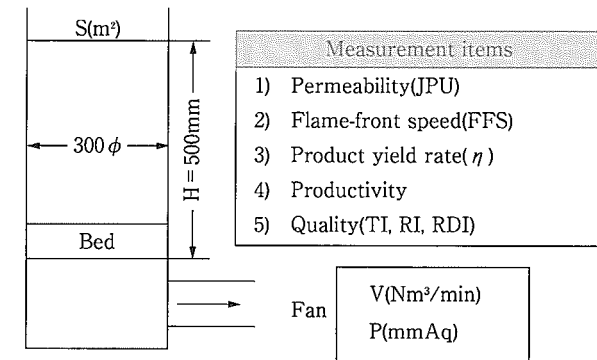 S(m²)
300φ
H = 500mm
Bed
Measurement items
1) Permeability(JPU)
2) Flame-front speed(FFS)
3) Product yield rate(η)
4) Productivity
5) Quality(TI, RI, RDI)
Fan
V(Nm³/min)
P(mmAq)